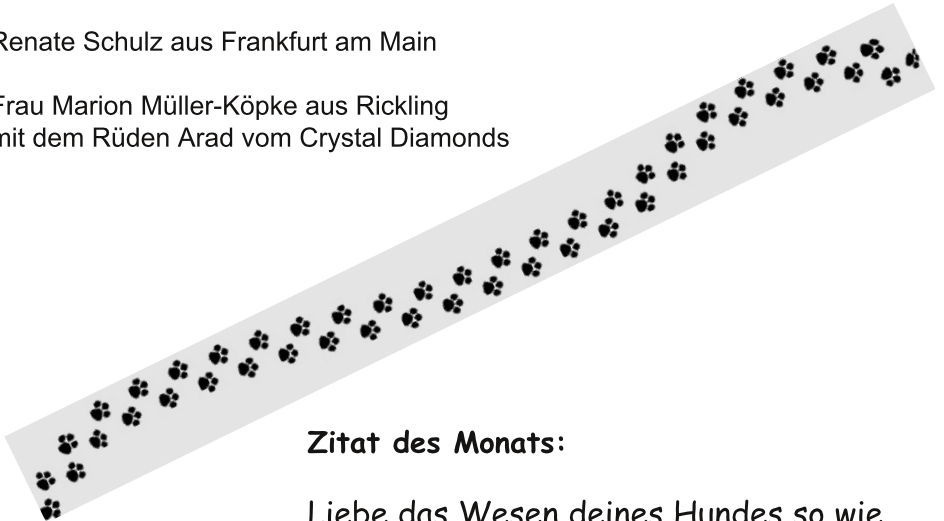 Renate Schulz aus Frankfurt am Main
Frau Marion Müller-Köpke aus Rickling
mit dem Rüden Arad vom Crystal Diamonds
Zitat des Monats:
Liebe das Wesen deines Hundes so wie